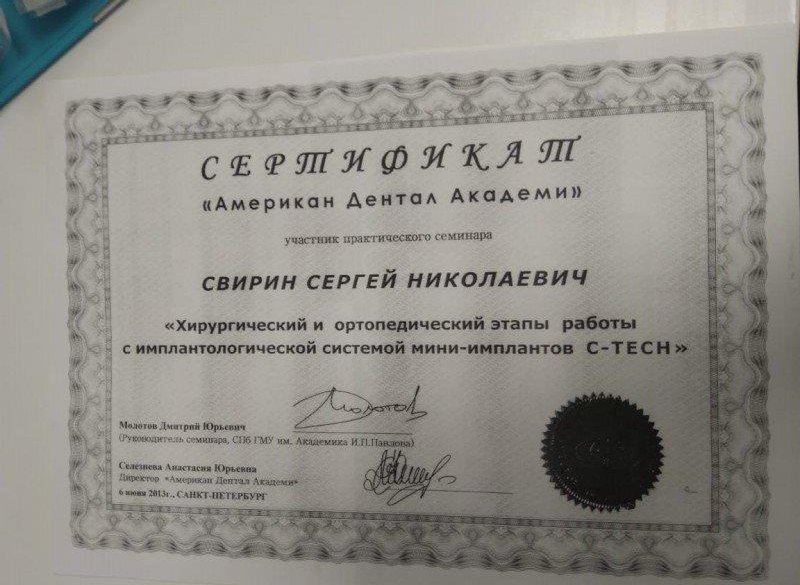 СЕРТИФИКАТ
«Американ Дентал Академи»
участник практического семинара
СВИРИН СЕРГЕЙ НИКОЛАЕВИЧ
«Хирургический и ортопедический этапы работы
с имплантологической системой мини-имплантов C-TECH»
Молотов
Молотов Дмитрий Юрьевич
(Руководитель семинара, СПб ГМУ им. Академика И.П.Павлова)
Селезнева Анастасия Юрьевна
Директор «Американ Дентал Академи»
6 июня 2013г., САНКТ-ПЕТЕРБУРГ